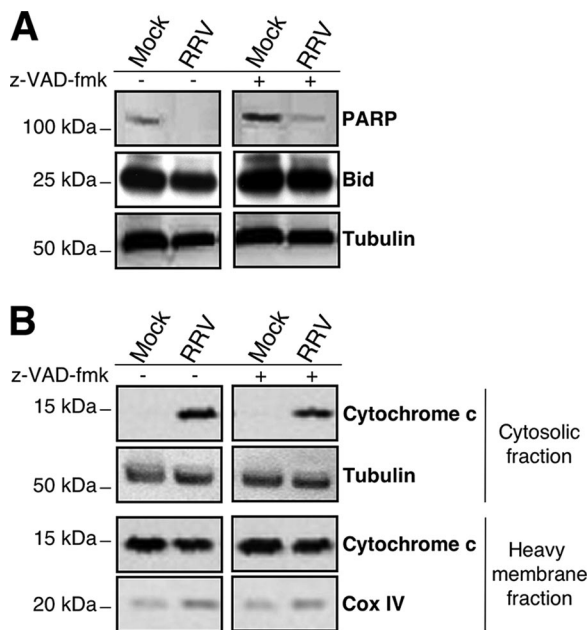 A
Mock RRV Mock RRV
z-VAD-fmk - - + +
100 kDa PARP
25 kDa Bid
50 kDa Tubulin
B
Mock RRV Mock RRV
z-VAD-fmk - - + +
15 kDa Cytochrome c
50 kDa Tubulin
Cytosolic
fraction
15 kDa Cytochrome c
20 kDa Cox IV
Heavy
membrane
fraction